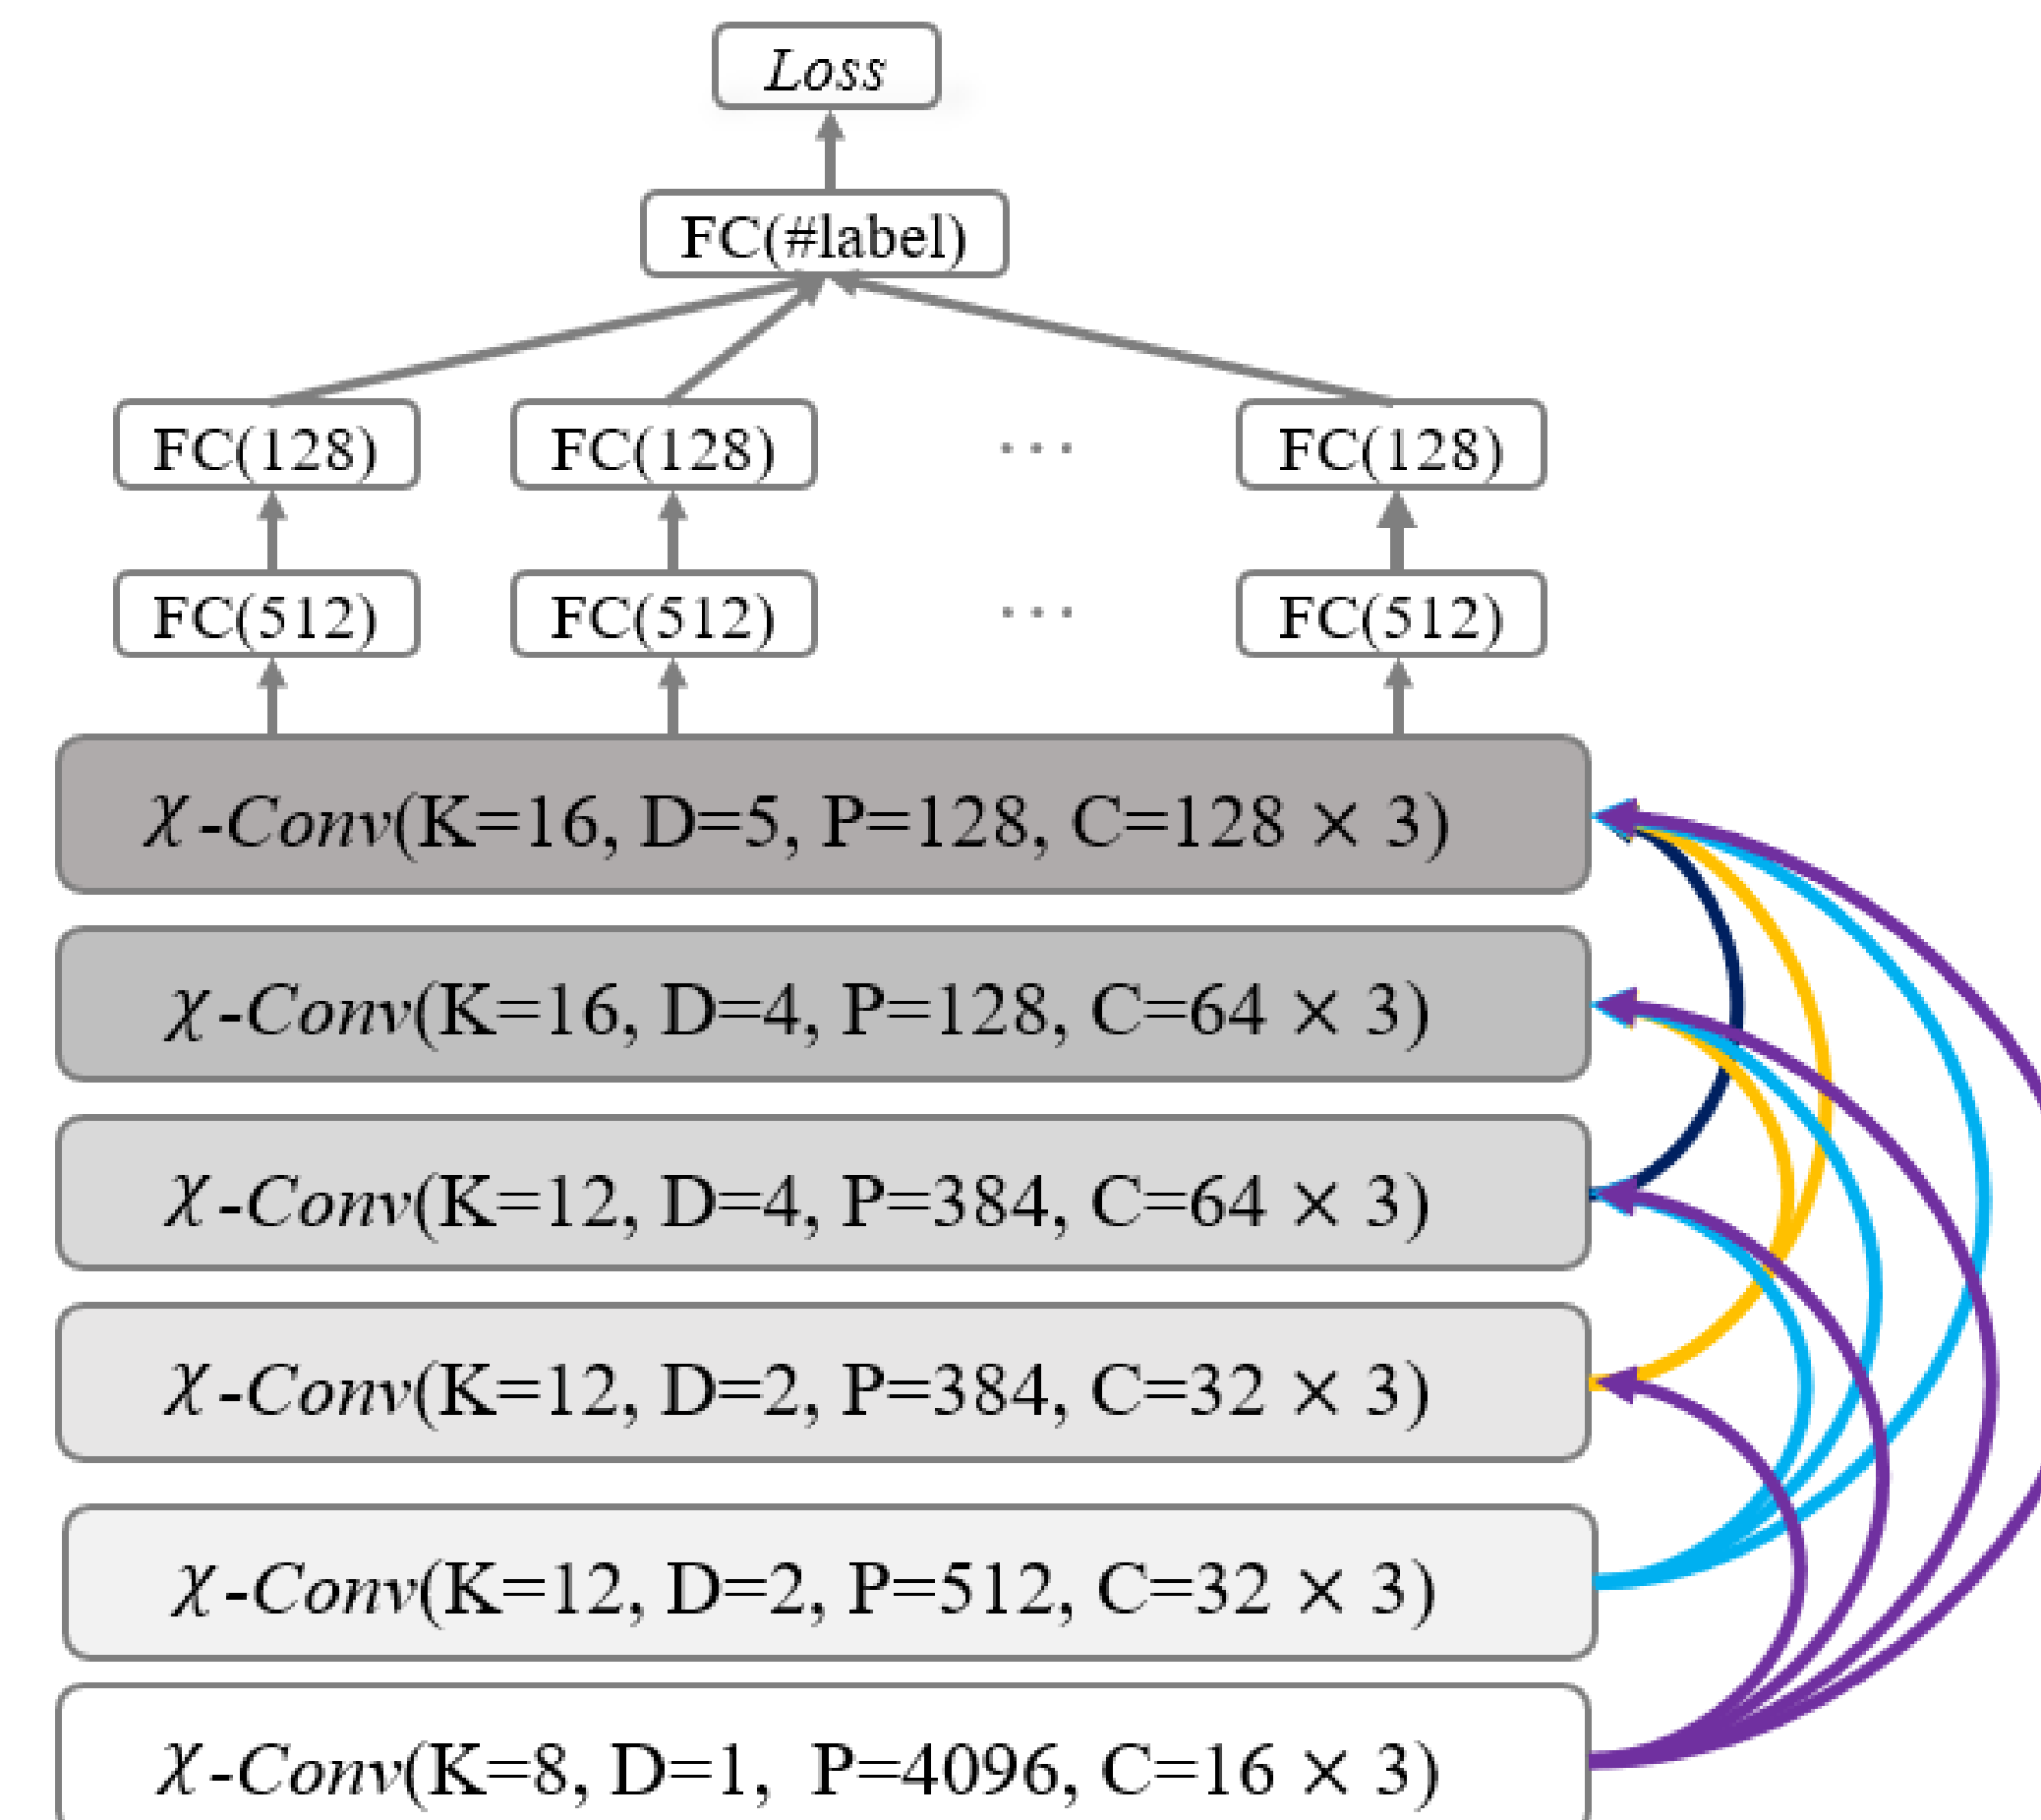 Loss
FC(#label)
FC(128) FC(128) ... FC(128)
FC(512) FC(512) ... FC(512)
χ-Conv(K=16, D=5, P=128, C=128 × 3)
χ-Conv(K=16, D=4, P=128, C=64 × 3)
χ-Conv(K=12, D=4, P=384, C=64 × 3)
χ-Conv(K=12, D=2, P=384, C=32 × 3)
χ-Conv(K=12, D=2, P=512, C=32 × 3)
χ-Conv(K=8, D=1, P=4096, C=16 × 3)